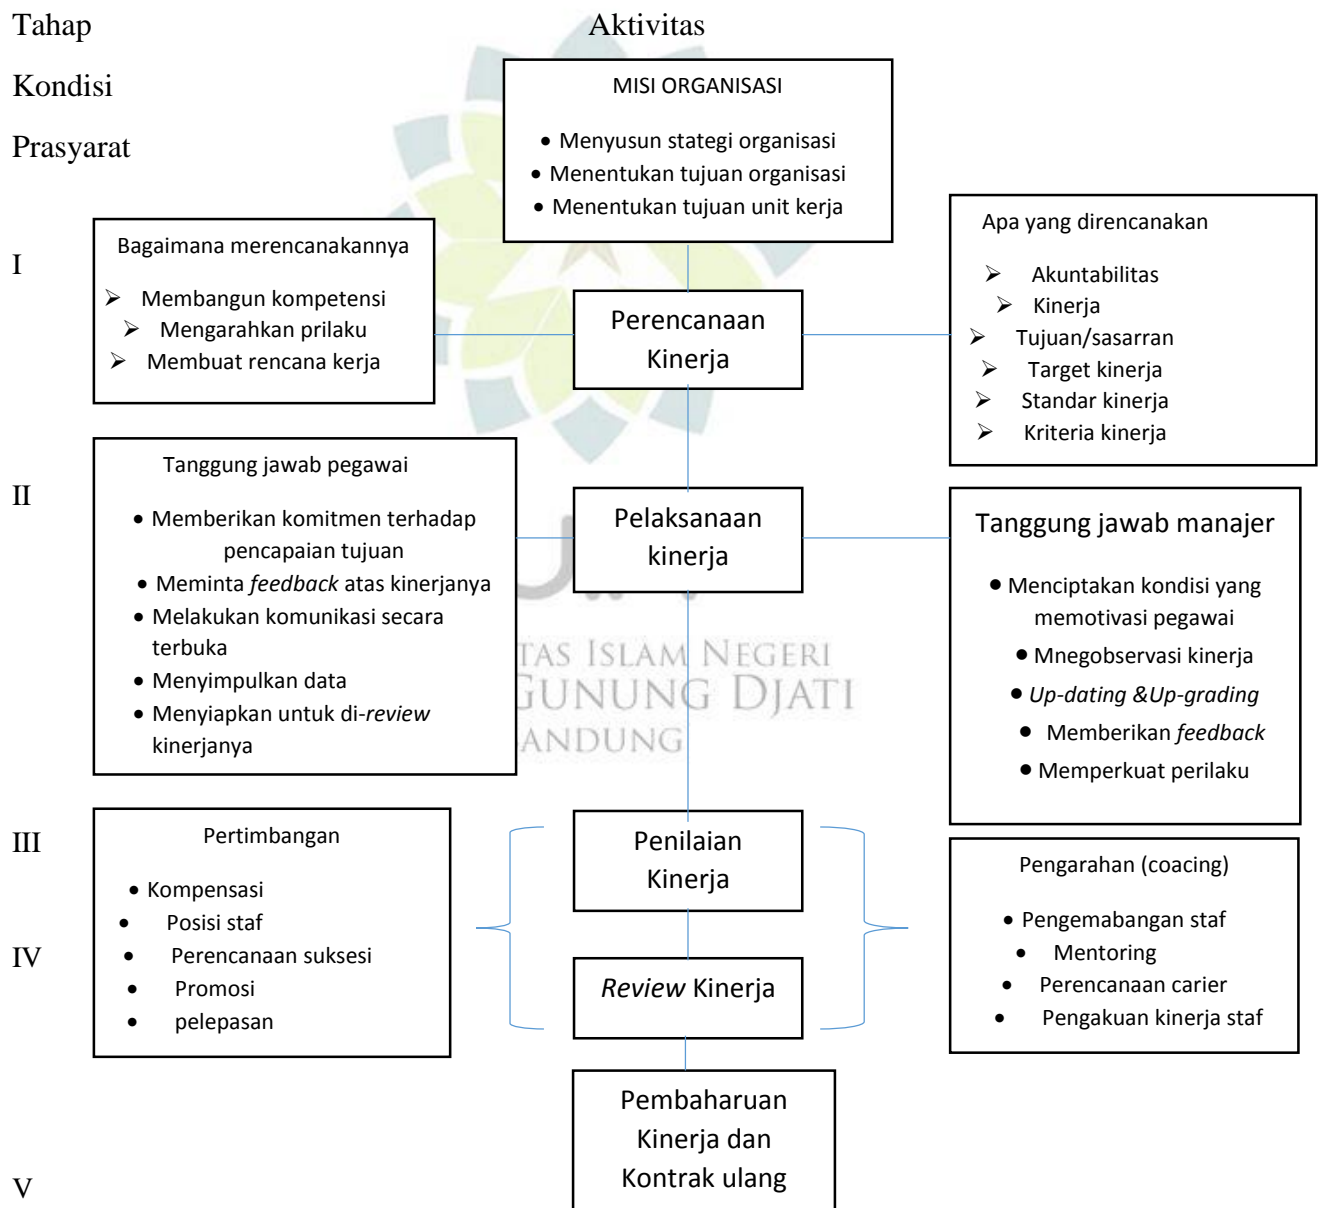 Tahap
Aktivitas
Kondisi
Prasyarat
MISI ORGANISASI
• Menyusun stategi organisasi
• Menentukan tujuan organisasi
• Menentukan tujuan unit kerja
I
Bagaimana merencanakannya
➢ Membangun kompetensi
➢ Mengarahkan prilaku
➢ Membuat rencana kerja
Perencanaan
Kinerja
Apa yang direncanakan
➢ Akuntabilitas
➢ Kinerja
➢ Tujuan/sasarran
➢ Target kinerja
➢ Standar kinerja
➢ Kriteria kinerja
II
Tanggung jawab pegawai
• Memberikan komitmen terhadap
pencapaian tujuan
• Meminta feedback atas kinerjanya
• Melakukan komunikasi secara
terbuka
• Menyimpulkan data
• Menyiapkan untuk di-review
kinerjanya
Pelaksanaan
kinerja
Tanggung jawab manajer
• Menciptakan kondisi yang
memotivasi pegawai
• Mnegobservasi kinerja
• Up-dating &Up-grading
• Memberikan feedback
• Memperkuat perilaku
TAS ISLAM NEGERI
GUNUNG DJATI
ANDUNG
III
Pertimbangan
• Kompensasi
• Posisi staf
• Perencanaan suksesi
• Promosi
• pelepasan
Penilaian
Kinerja
Pengarahan (coacing)
• Pengemabangan staf
• Mentoring
• Perencanaan carier
• Pengakuan kinerja staf
IV
Review Kinerja
V
Pembaharuan
Kinerja dan
Kontrak ulang